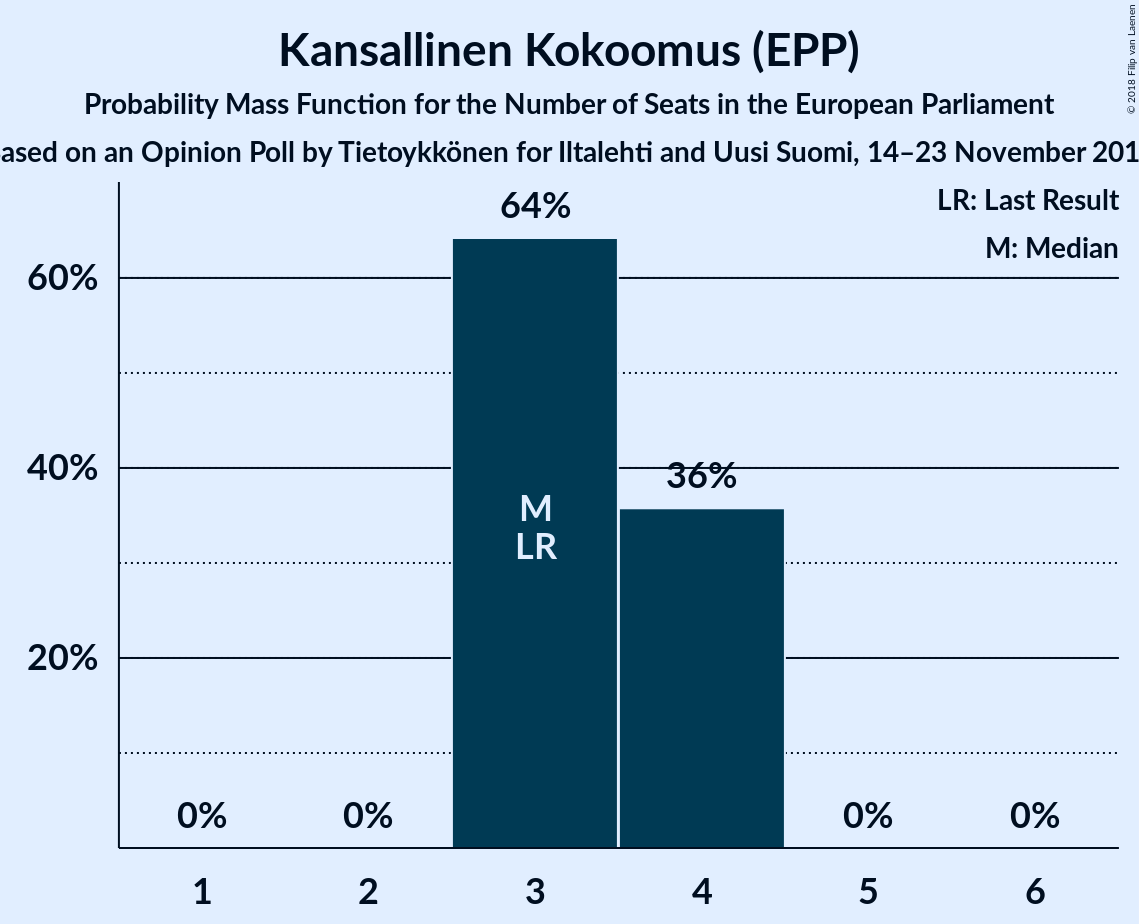 Kansallinen Kokoomus (EPP)
Probability Mass Function for the Number of Seats in the European Parliament
ased on an Opinion Poll by Tietoykkönen for Iltalehti and Uusi Suomi, 14–23 November 201
© 2018 Filip van Laenen
LR: Last Result
M: Median
64%
60%
40%
36%
M
LR
20%
0%
0%
0%
0%
1
2
3
4
5
6